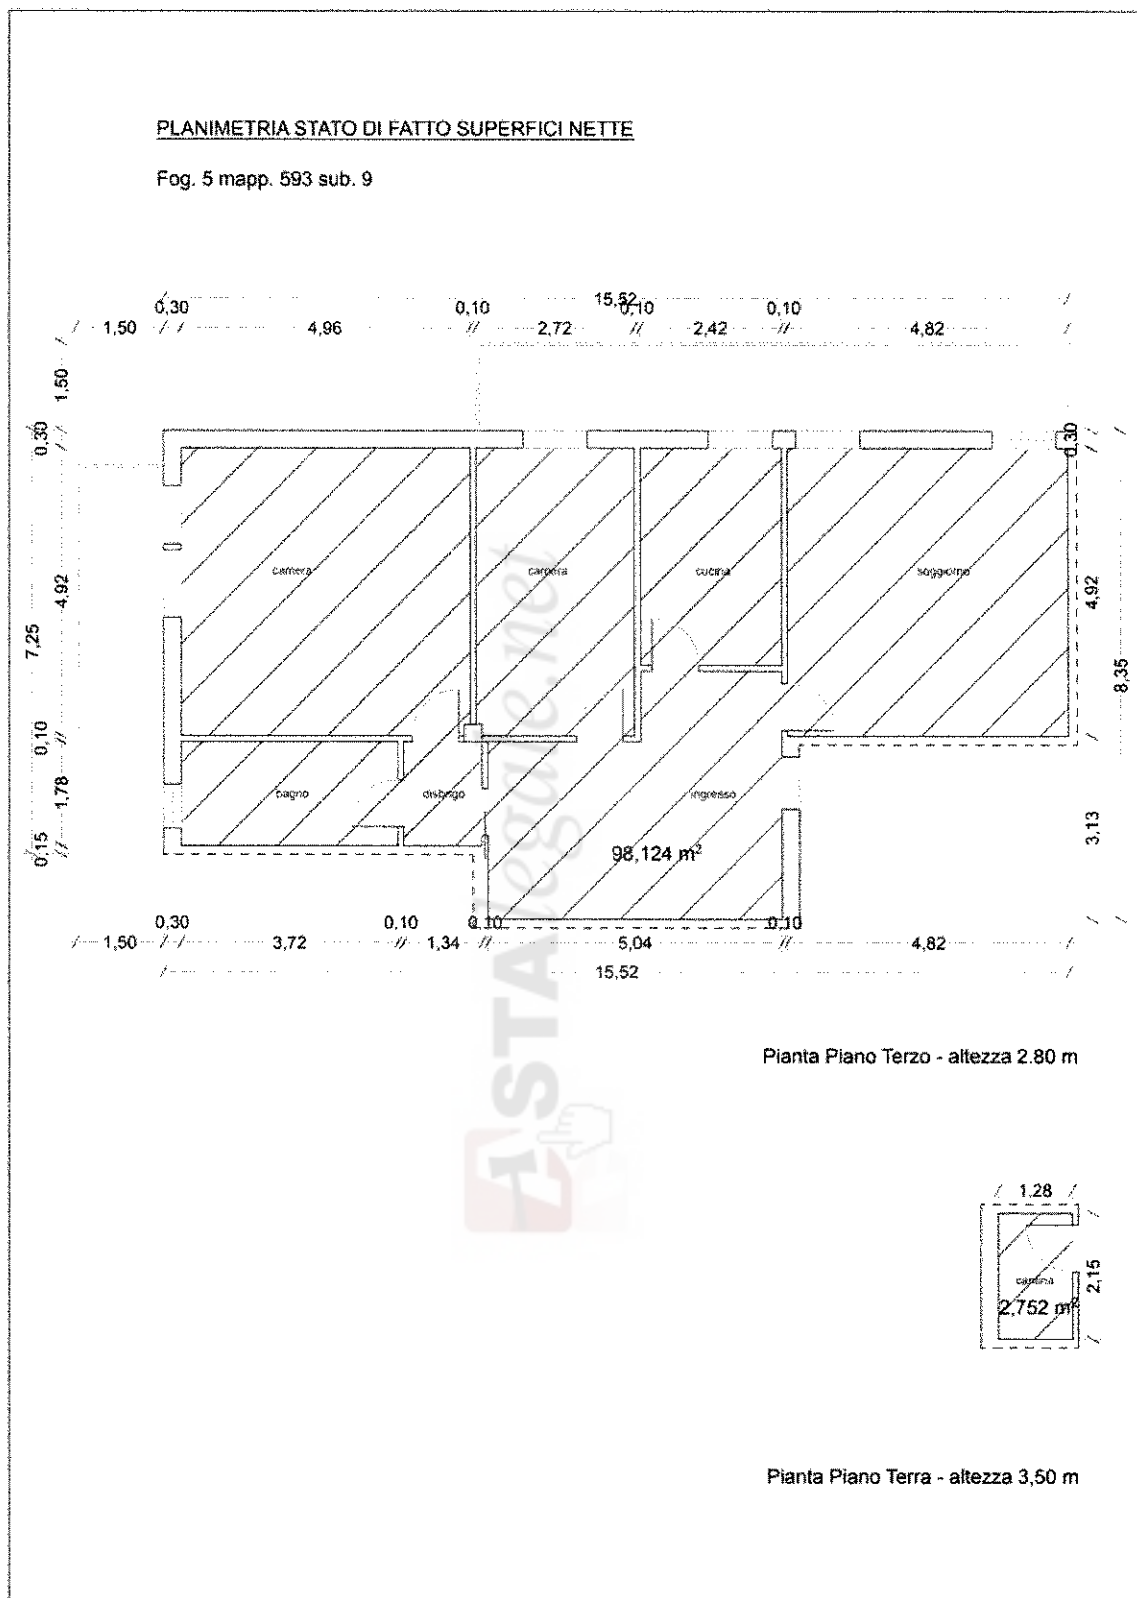 PLANIMETRIA STATO DI FATTO SUPERFICI NETTE
Fog. 5 mapp. 593 sub. 9
15,52
0,30 0,10 0,10 0,10
1,50 4,96 2,72 2,42 4,82
1,50
0,30
4,92
7,25
0,10
1,78
0,15
0,30
4,92
8,35
3,13
camera
camera
cucina
soggiorno
bagno
disbrigo
ingresso
98,124 m²
0,30 0,10 0,10 0,10
1,50 3,72 1,34 5,04 4,82
15,52
ASTAlegale.net
Pianta Piano Terzo - altezza 2.80 m
1,28
2,15
cantina
2,752 m²
Pianta Piano Terra - altezza 3,50 m